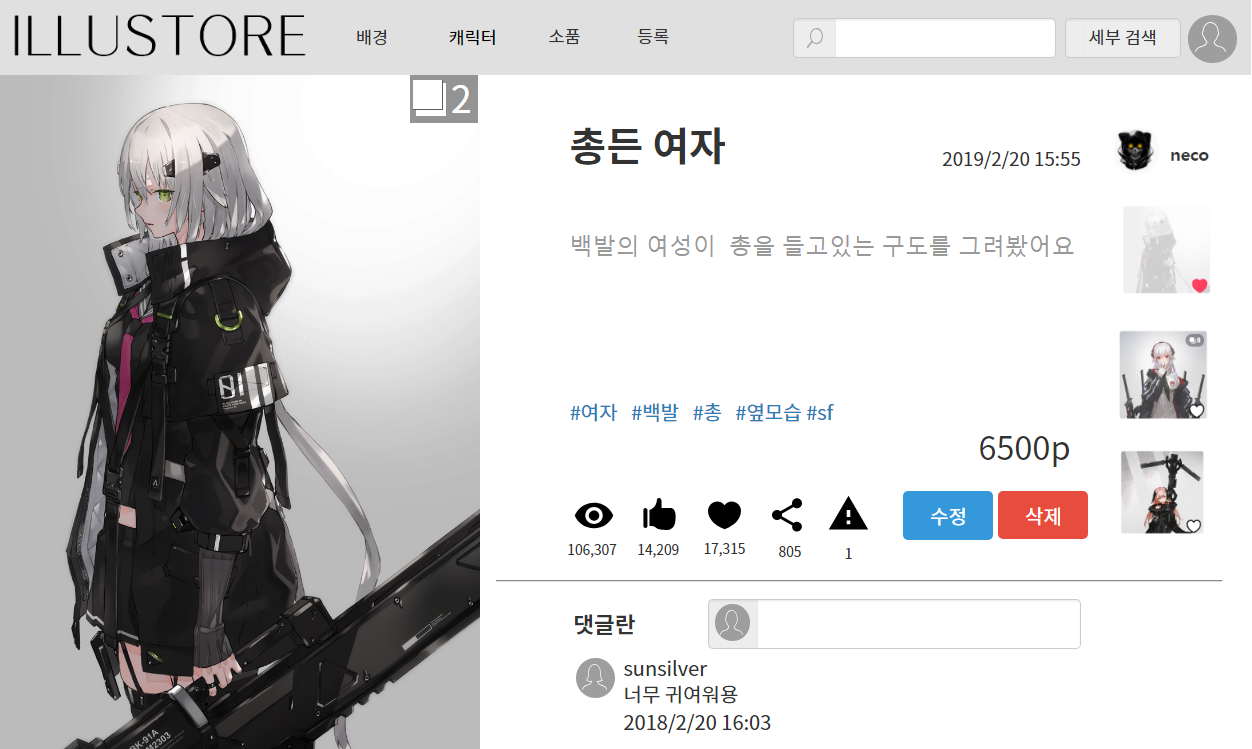 ILLUSTORE 배경 캐릭터 소품 등록 세부 검색
2
총든 여자
2019/2/20 15:55
neco
백발의 여성이 총을 들고있는 구도를 그려봤어요
#여자 #백발 #총 #옆모습 #sf
6500p
수정 삭제
106,307 14,209 17,315 805 1
댓글란
sunsilver
너무 귀여워용
2018/2/20 16:03